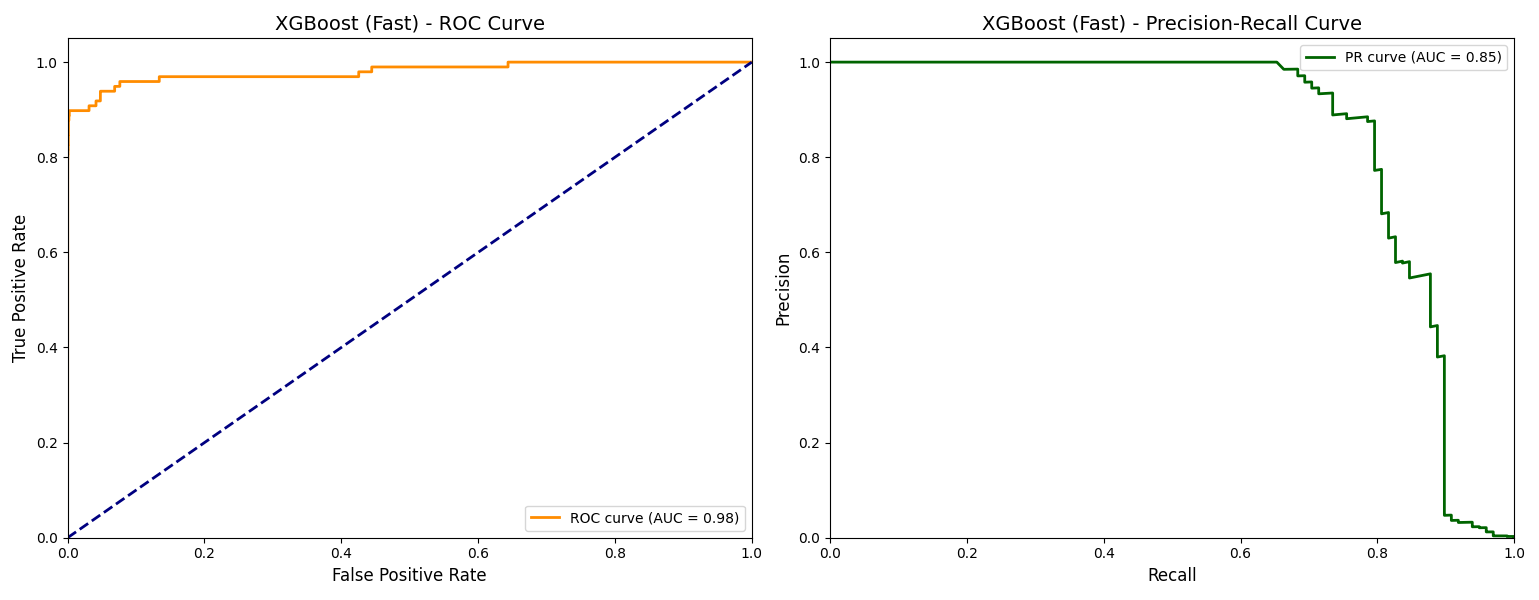 XGBoost (Fast) - ROC Curve
True Positive Rate
1.0
0.8
0.6
0.4
0.2
0.0
0.0 0.2 0.4 0.6 0.8 1.0
False Positive Rate
ROC curve (AUC = 0.98)
XGBoost (Fast) - Precision-Recall Curve
Precision
1.0
0.8
0.6
0.4
0.2
0.0
0.0 0.2 0.4 0.6 0.8 1.0
Recall
PR curve (AUC = 0.85)